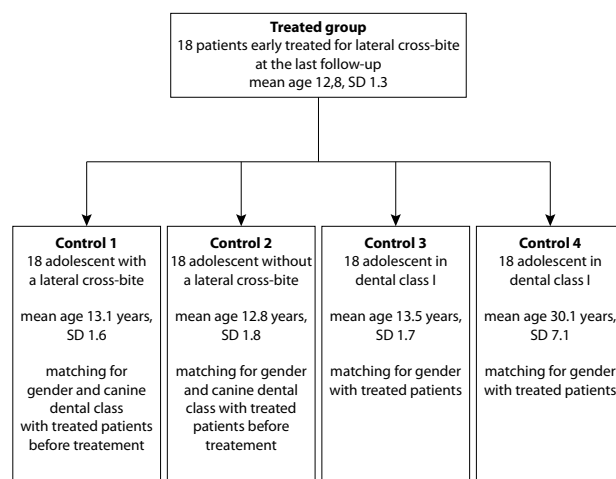 Treated group
18 patients early treated for lateral cross-bite
at the last follow-up
mean age 12,8, SD 1.3
Control 1
18 adolescent with
a lateral cross-bite
mean age 13.1 years,
SD 1.6
matching for
gender and canine
dental class
with treated patients
before treatement
Control 2
18 adolescent without
a lateral cross-bite
mean age 12.8 years,
SD 1.8
matching for gender
and canine dental
class with treated
patients before
treatement
Control 3
18 adolescent in
dental class I
mean age 13.5 years,
SD 1.7
matching for gender
with treated patients
Control 4
18 adolescent in
dental class I
mean age 30.1 years,
SD 7.1
matching for gender
with treated patients